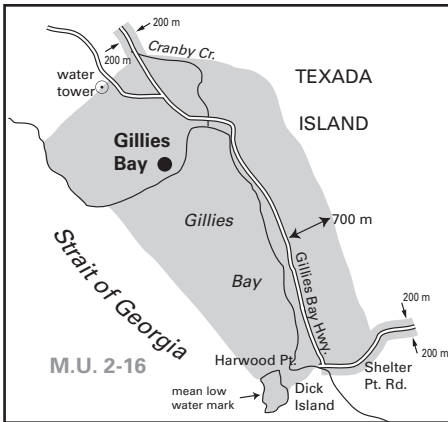 200 m
200 m
Cranby Cr.
water
tower
TEXADA
ISLAND
Gillies
Bay
Gillies
Bay
700 m
Gillies Bay Hwy.
Strait of Georgia
M.U. 2-16
Harwood Pt.
mean low
water mark
Dick
Island
Shelter
Pt. Rd.
200 m
200 m